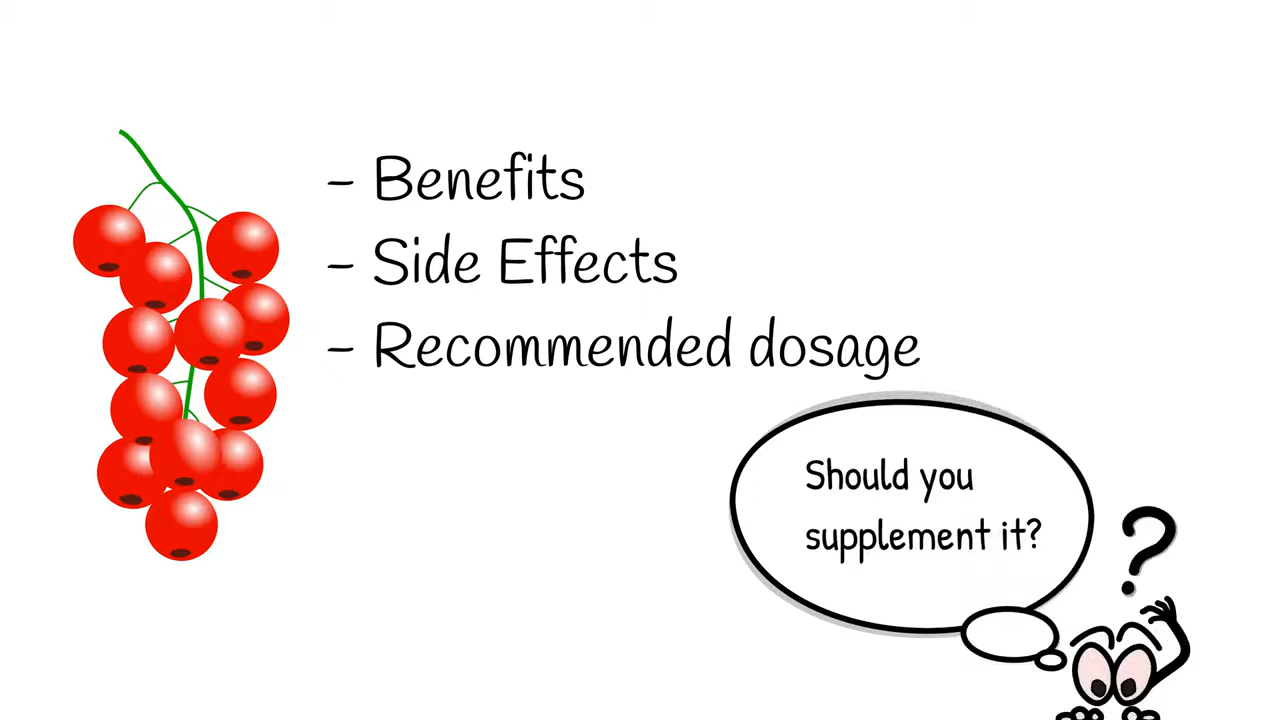 - Benefits
- Side Effects
- Recommended dosage
Should you
supplement it?
?